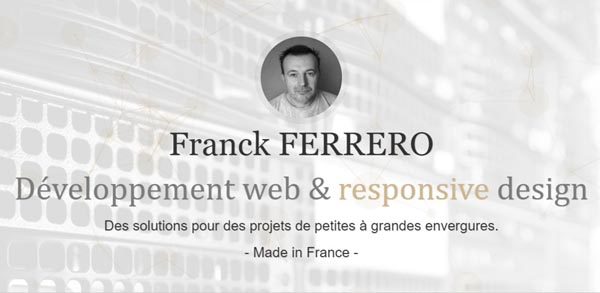 Franck FERRERO
Développement web & responsive design
Des solutions pour des projets de petites à grandes envergures.
- Made in France -